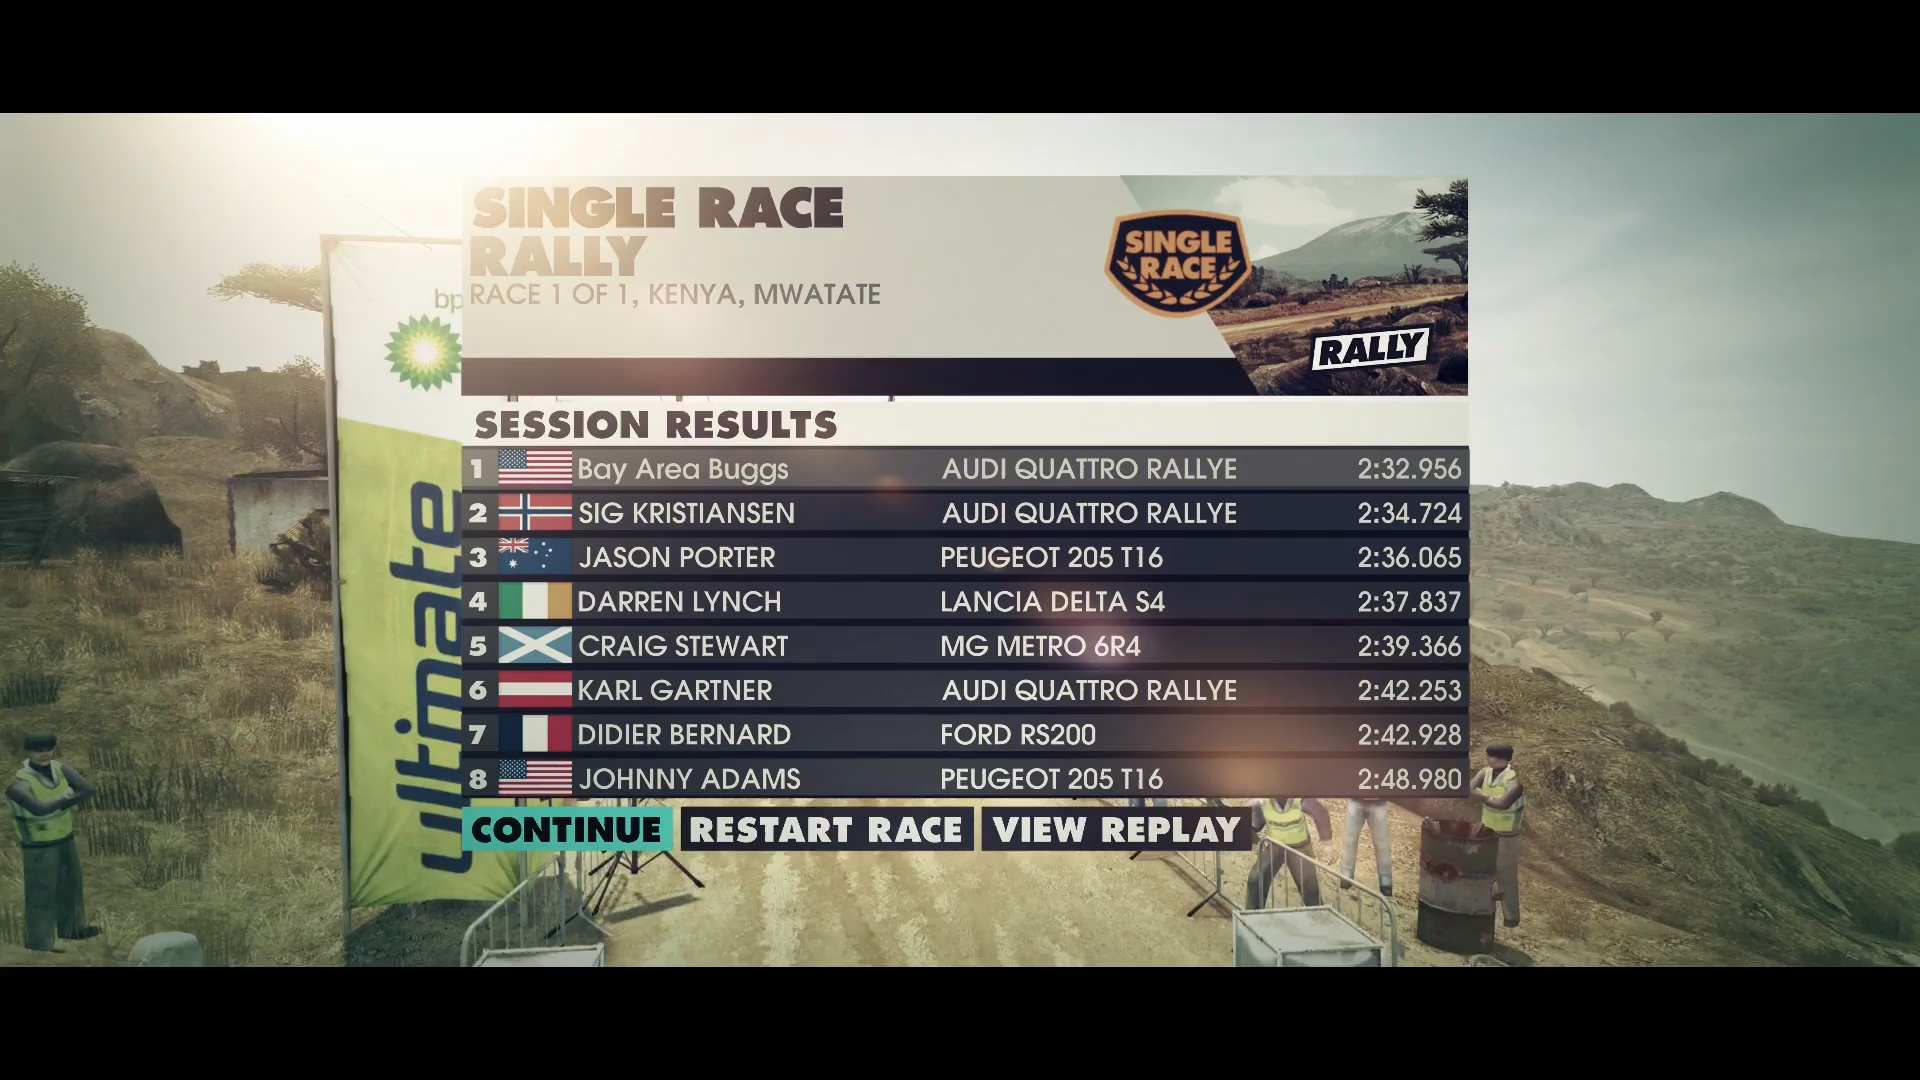 SINGLE RACE
RALLY
RACE 1 OF 1, KENYA, MWATATE
SINGLE
RACE
RALLY
bp
ultimate
SESSION RESULTS
1 Bay Area Buggs AUDI QUATTRO RALLYE 2:32.956
2 SIG KRISTIANSEN AUDI QUATTRO RALLYE 2:34.724
3 JASON PORTER PEUGEOT 205 T16 2:36.065
4 DARREN LYNCH LANCIA DELTA S4 2:37.837
5 CRAIG STEWART MG METRO 6R4 2:39.366
6 KARL GARTNER AUDI QUATTRO RALLYE 2:42.253
7 DIDIER BERNARD FORD RS200 2:42.928
8 JOHNNY ADAMS PEUGEOT 205 T16 2:48.980
CONTINUE RESTART RACE VIEW REPLAY